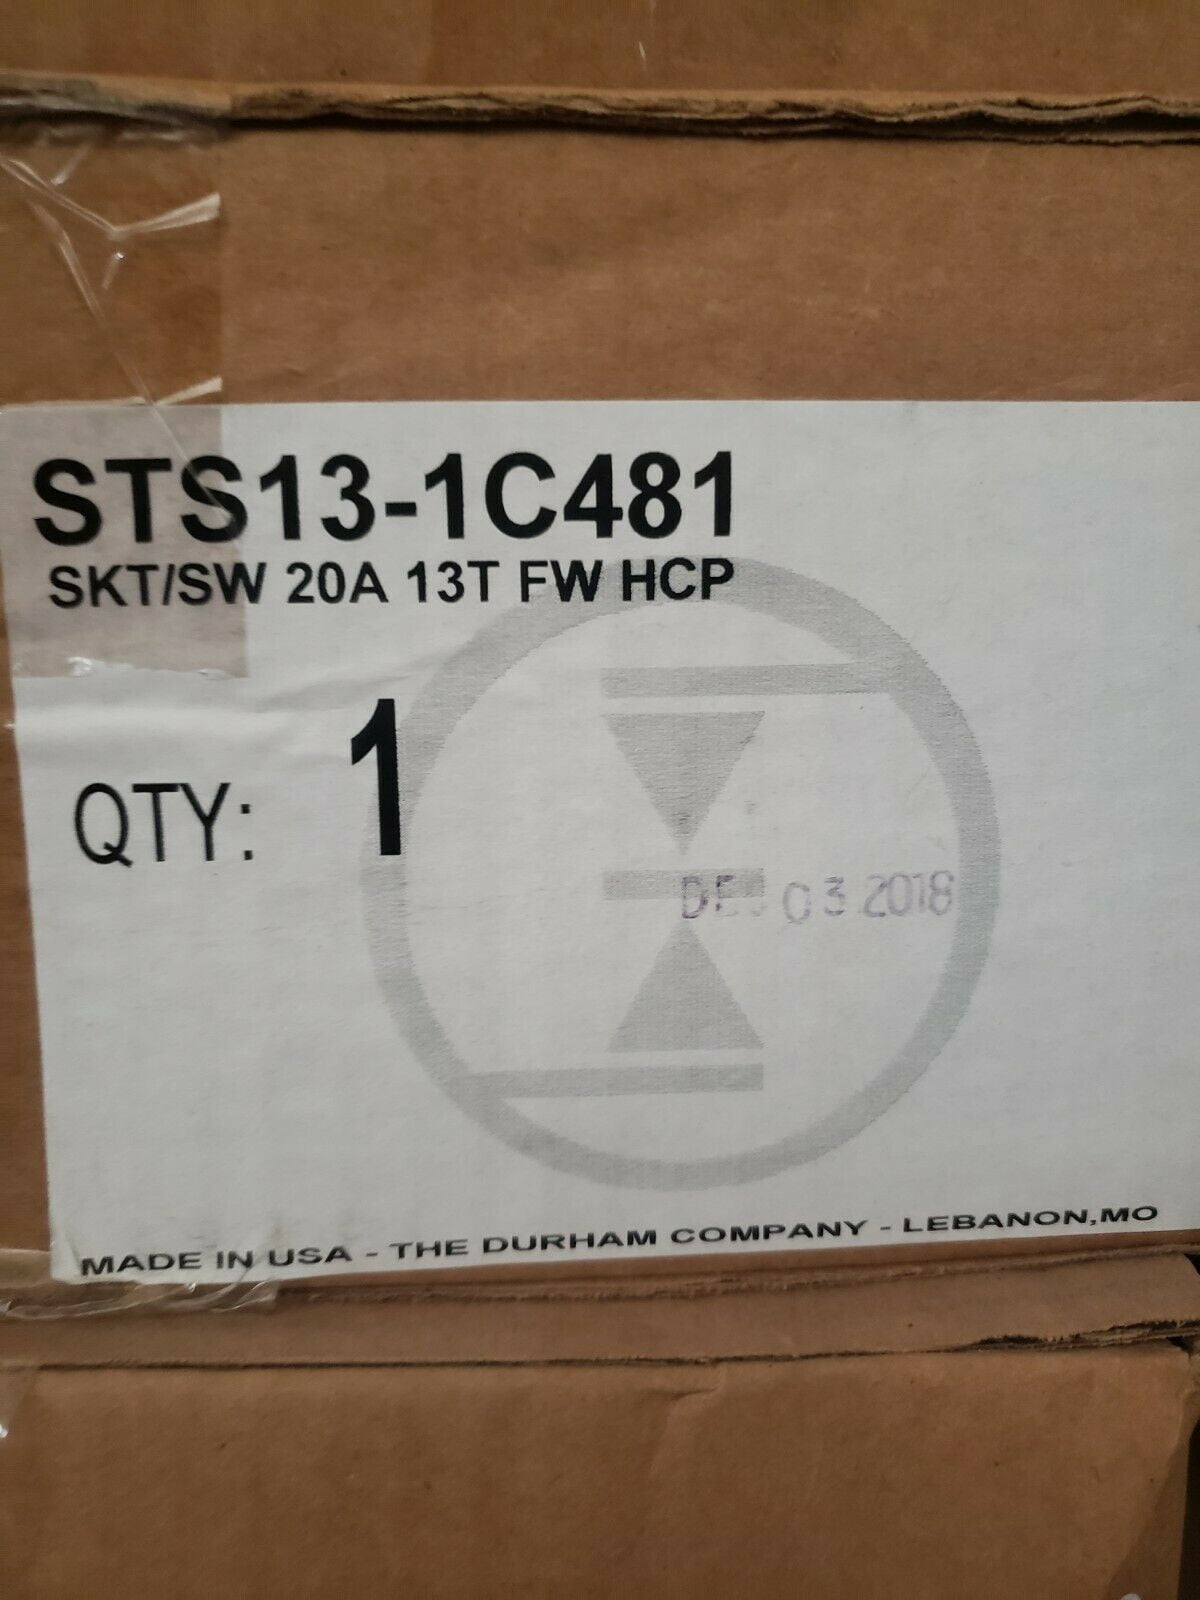 STS13-1C481
SKT/SW 20A 13T FW HCP
QTY: 1
03 2018
MADE IN USA - THE DURHAM COMPANY - LEBANON,MO